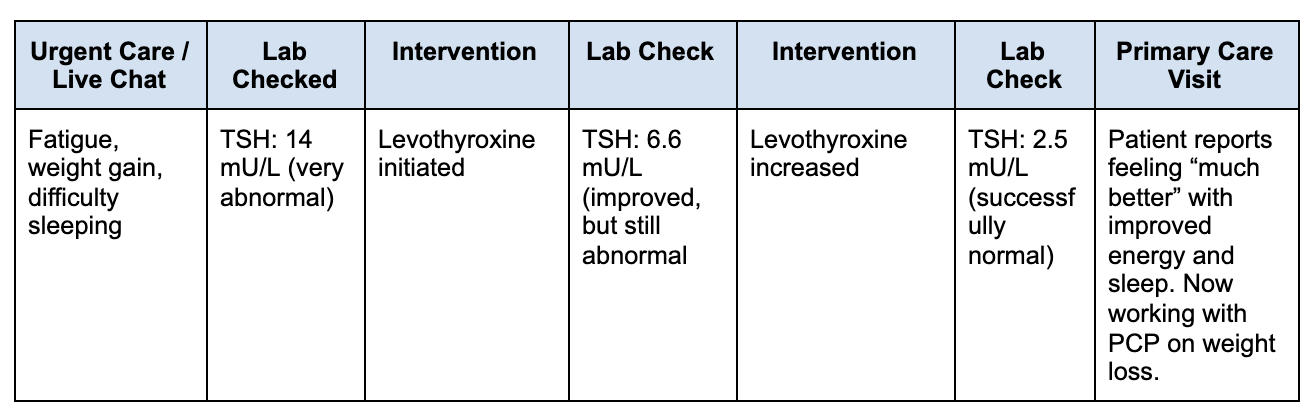 Urgent Care /
Live Chat
Lab
Checked
Intervention
Lab Check
Intervention
Lab
Check
Primary Care
Visit
Fatigue,
weight gain,
difficulty
sleeping
TSH: 14
mU/L (very
abnormal)
Levothyroxine
initiated
TSH: 6.6
mU/L
(improved,
but still
abnormal
Levothyroxine
increased
TSH: 2.5
mU/L
(successf
ully
normal)
Patient reports
feeling “much
better” with
improved
energy and
sleep. Now
working with
PCP on weight
loss.